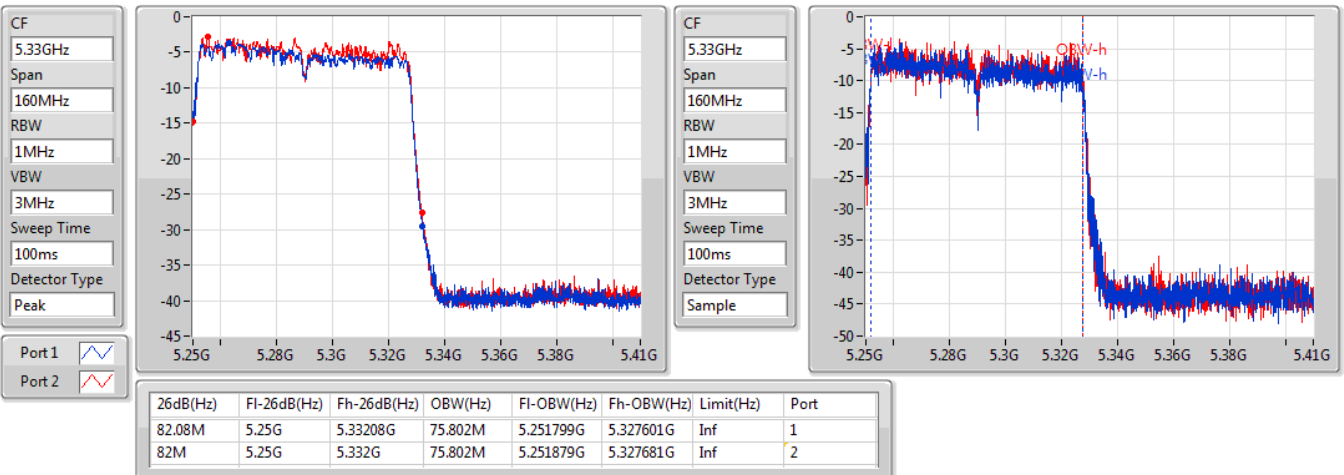 CF
5.33GHz
Span
160MHz
RBW
1MHz
VBW
3MHz
Sweep Time
100ms
Detector Type
Peak
Port 1
Port 2
0
-5
-10
-15
-20
-25
-30
-35
-40
-45
5.25G 5.28G 5.3G 5.32G 5.34G 5.36G 5.38G 5.41G
CF
5.33GHz
Span
160MHz
RBW
1MHz
VBW
3MHz
Sweep Time
100ms
Detector Type
Sample
0
-5
-10
-15
-20
-25
-30
-35
-40
-45
-50
OBW-h
W-h
5.25G 5.28G 5.3G 5.32G 5.34G 5.36G 5.38G 5.41G
26dB(Hz) Fl-26dB(Hz) Fh-26dB(Hz) OBW(Hz) Fl-OBW(Hz) Fh-OBW(Hz) Limit(Hz) Port
82.08M 5.25G 5.33208G 75.802M 5.251799G 5.327601G Inf 1
82M 5.25G 5.332G 75.802M 5.251879G 5.327681G Inf 2